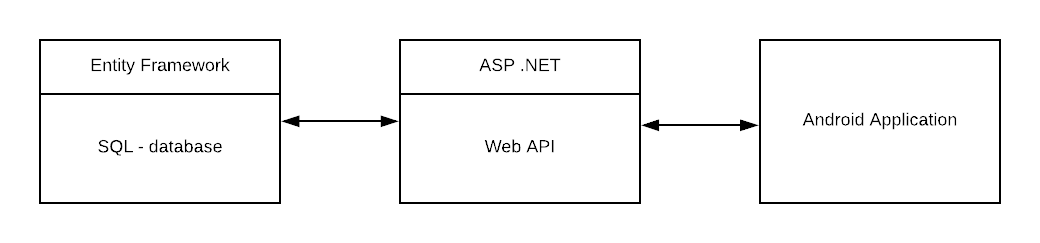 Entity Framework
SQL - database
ASP .NET
Web API
Android Application